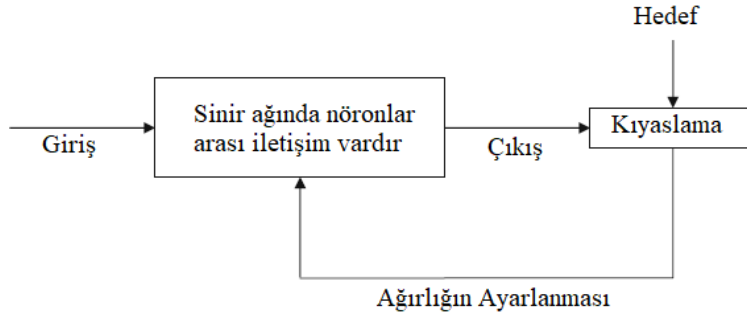 Hedef
Sinir ağında nöronlar
arası iletişim vardır
Kıyaslama
Giriş
Çıkış
Ağırlığın Ayarlanması